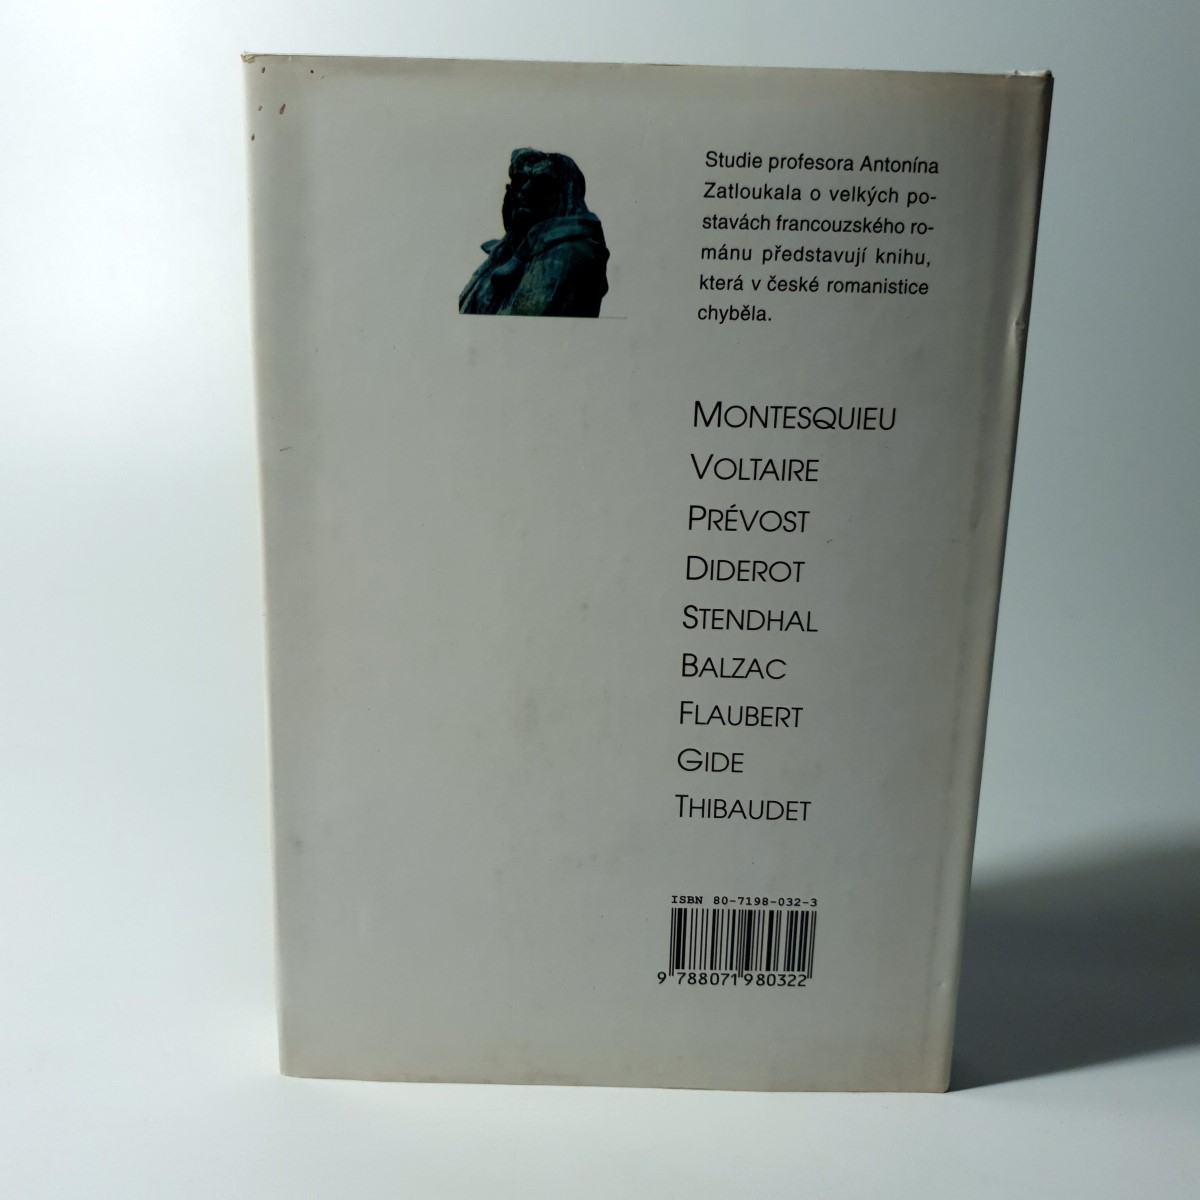 Studie profesora Antonína
Zatloukala o velkých po-
stavách francouzského ro-
mánu představují knihu,
která v české romanistice
chyběla.
MONTESQUIEU
VOLTAIRE
PRÉVOST
DIDEROT
STENDHAL
BALZAC
FLAUBERT
GIDE
THIBAUDET
ISBN 80-7198-032-3
9 788071 980322